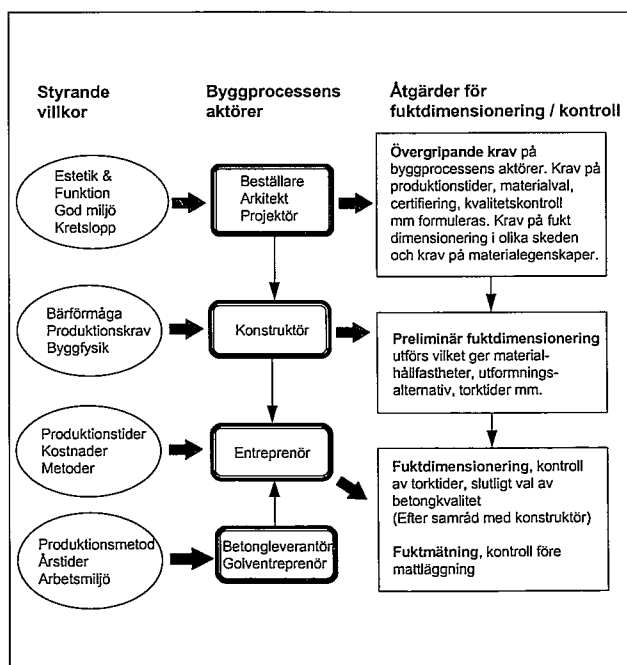 Styrande
villkor
Byggprocessens
aktörer
Åtgärder för
fuktdimensionering / kontroll
Estetik &
Funktion
God miljö
Kretslopp
Beställare
Arkitekt
Projektör
Övergripande krav på
byggprocessens aktörer. Krav på
produktionstider, materialval,
certifiering, kvalitetskontroll
mm formuleras. Krav på fukt
dimensionering i olika skeden
och krav på materialegenskaper.
Bärförmåga
Produktionskrav
Byggfysik
Konstruktör
Preliminär fuktdimensionering
utförs vilket ger material-
hållfastheter, utformnings-
alternativ, torktider mm.
Produktionstider
Kostnader
Metoder
Entreprenör
Fuktdimensionering, kontroll
av torktider, slutligt val av
betongkvalitet
(Efter samråd med konstruktör)
Fuktmätning, kontroll före
mattläggning
Produktionsmetod
Årstider
Arbetsmiljö
Betongleverantör
Golventreprenör